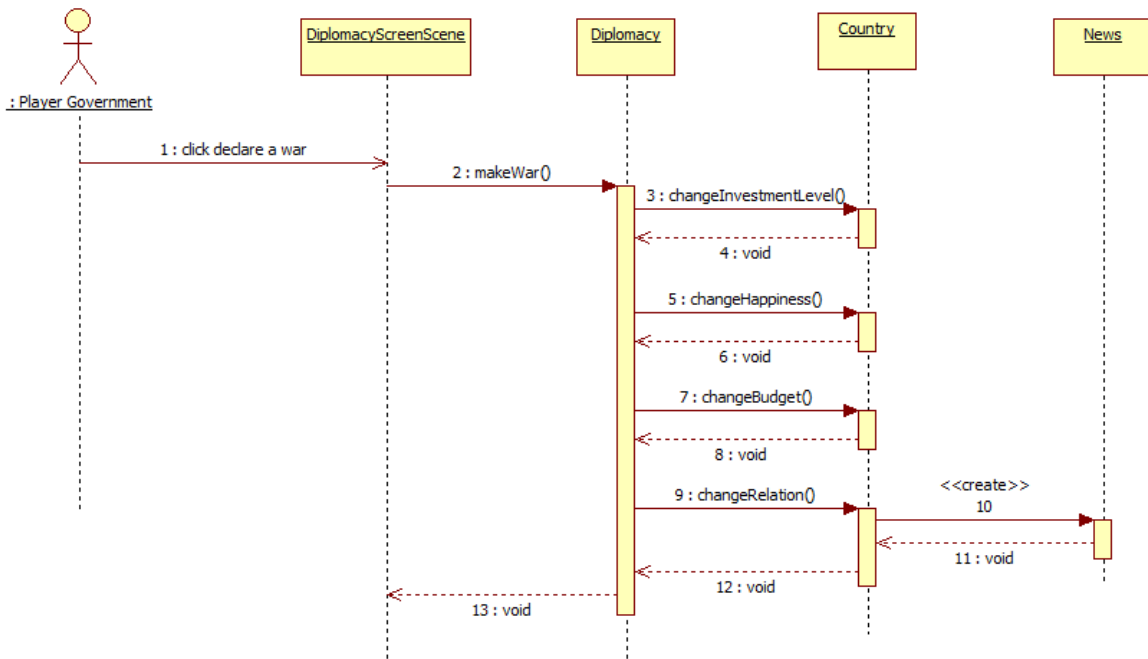 DiplomacyScreenScene
Diplomacy
Country
News
: Player Government
1 : click declare a war
2 : makeWar()
3 : changeInvestmentLevel()
4 : void
5 : changeHappiness()
6 : void
7 : changeBudget()
8 : void
9 : changeRelation()
<<create>>
10
11 : void
12 : void
13 : void